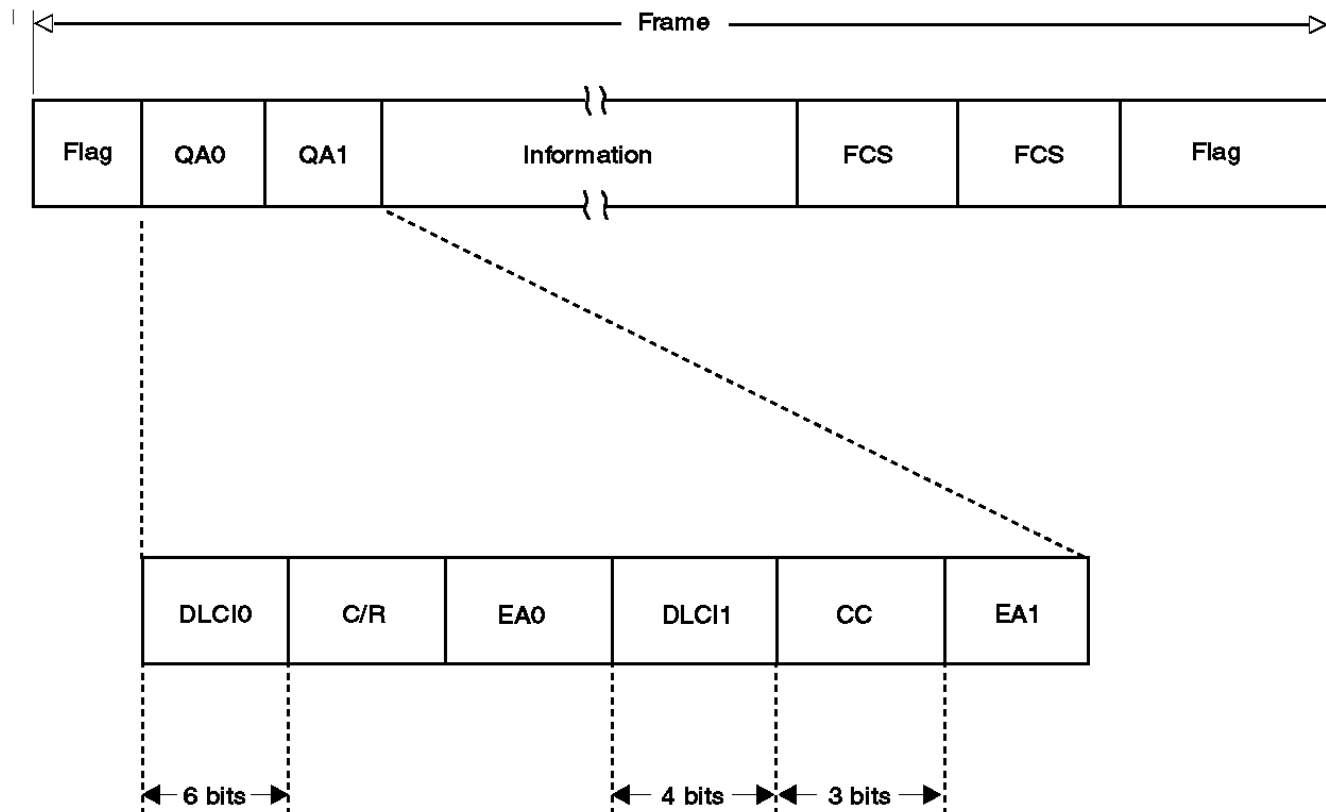 Frame
Flag QA0 QA1 Information FCS FCS Flag
DLCI0 C/R EA0 DLCI1 CC EA1
6 bits 4 bits 3 bits